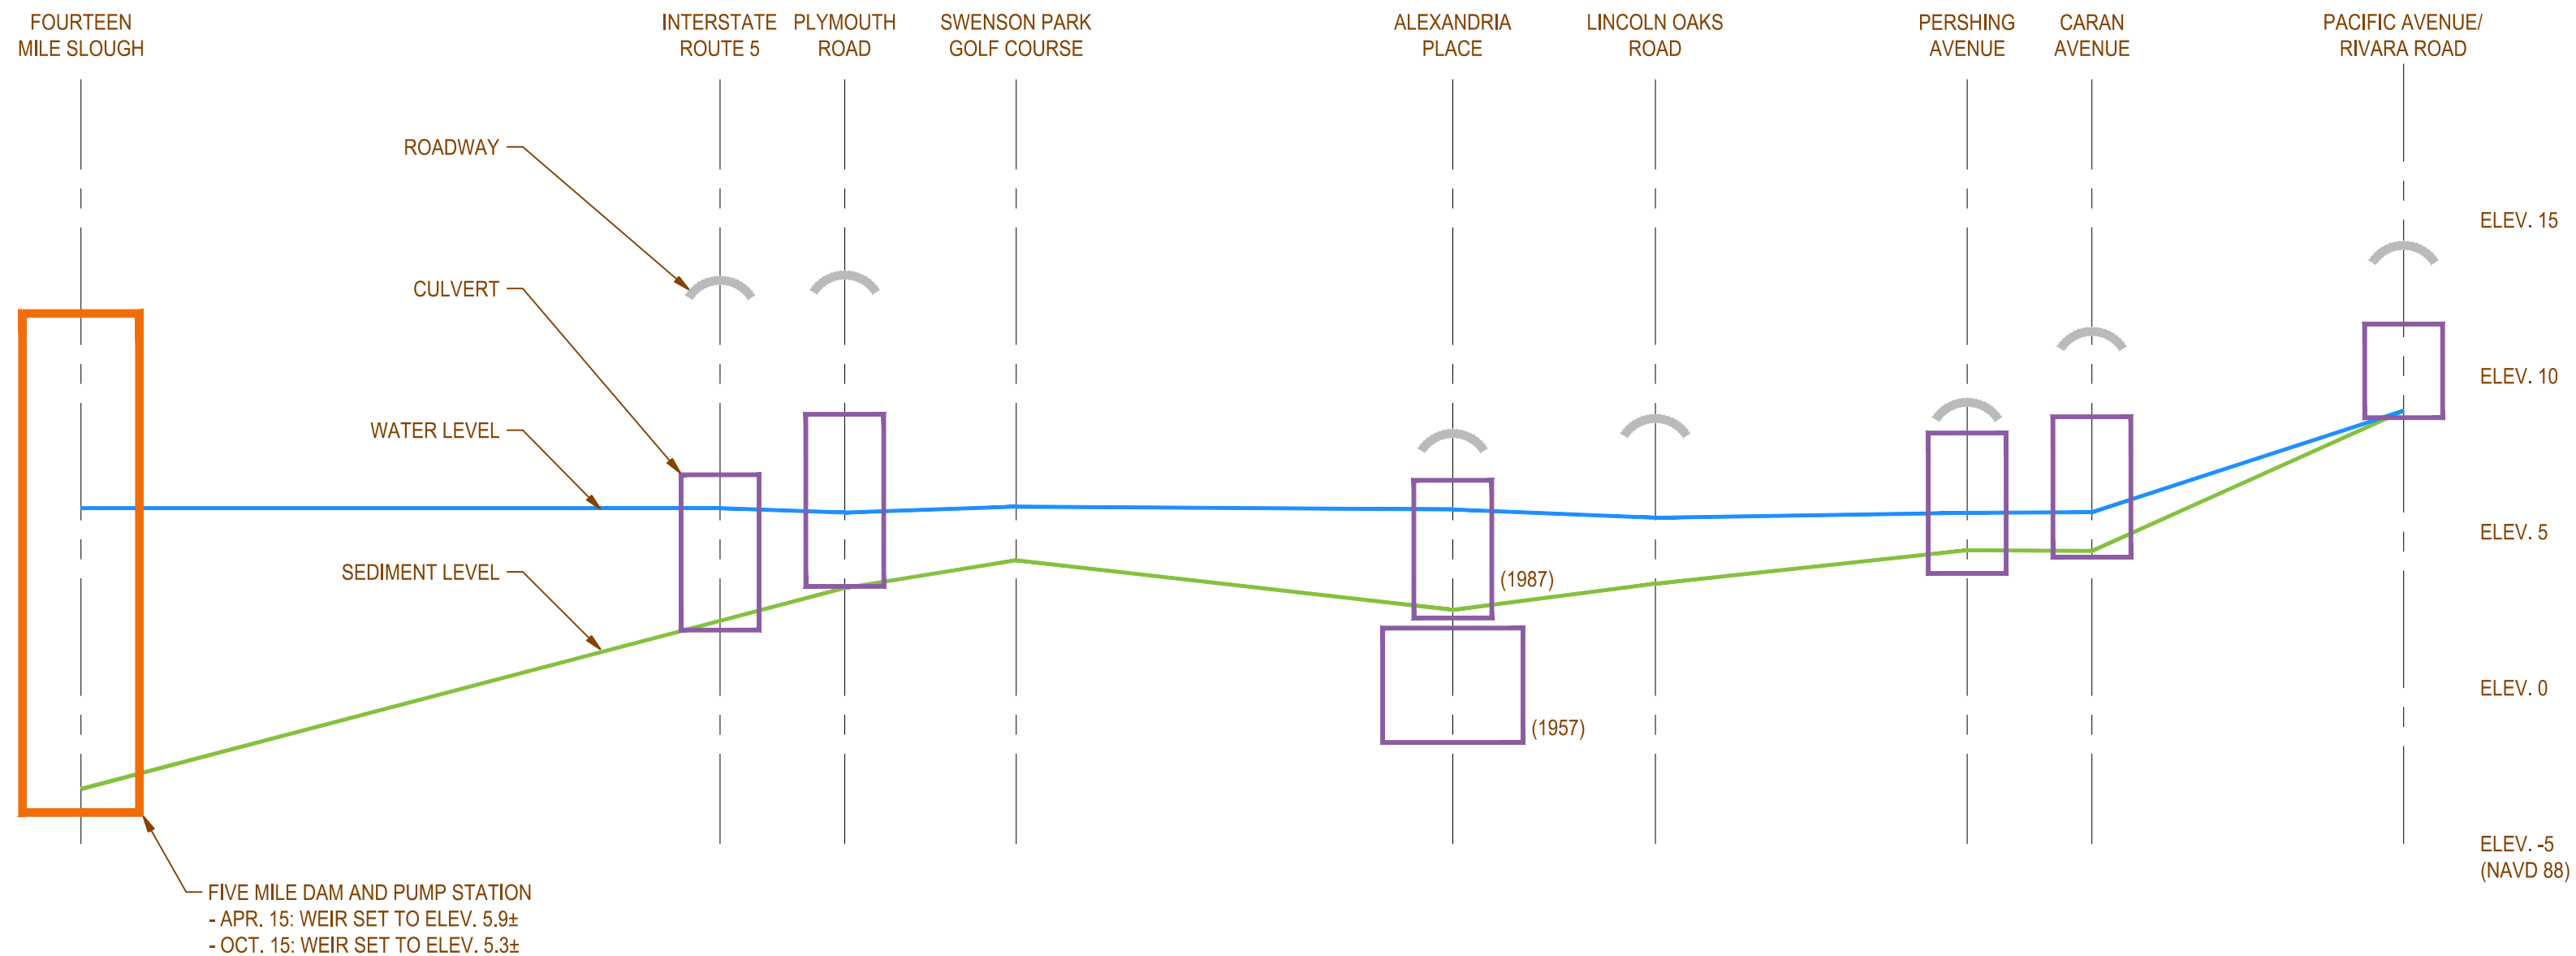 FOURTEEN
MILE SLOUGH
INTERSTATE
ROUTE 5
PLYMOUTH
ROAD
SWENSON PARK
GOLF COURSE
ALEXANDRIA
PLACE
LINCOLN OAKS
ROAD
PERSHING
AVENUE
CARAN
AVENUE
PACIFIC AVENUE/
RIVARA ROAD
ROADWAY
CULVERT
WATER LEVEL
SEDIMENT LEVEL
(1987)
(1957)
ELEV. 15
ELEV. 10
ELEV. 5
ELEV. 0
ELEV. -5
(NAVD 88)
FIVE MILE DAM AND PUMP STATION
- APR. 15: WEIR SET TO ELEV. 5.9±
- OCT. 15: WEIR SET TO ELEV. 5.3±